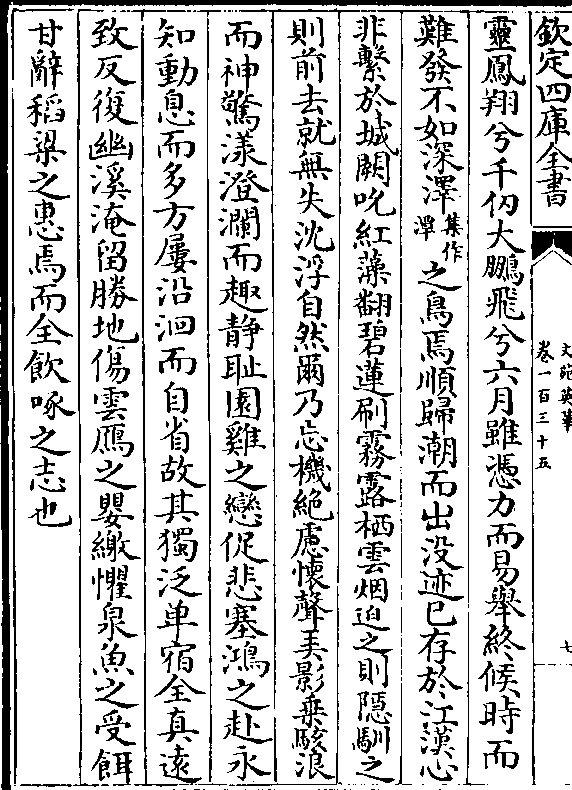 欽定四庫全書
文苑英華
卷一百三十五
七
靈鳳翔兮千仞大鵬飛兮六月雖憑力而易舉終候時而
難發不如深澤集作潭之鳥焉順歸潮而出没迹已存於江漢心
非繫於城闕吮紅藻翻碧蓮刷霧露栖雲烟迫之則隱馴之
則前去就無失沈浮自然爾乃忘機絶慮懷聲弄影乗駭浪
而神驚漾澄瀾而趣静耻園雞之戀促悲塞鴻之赴永
知動息而多方屢沿洄而自省故其獨泛单宿全真遠
致反復幽溪淹留勝地傷雲鴈之嬰繳懼泉魚之受餌
甘辭稻粱之惠焉而全飲啄之志也